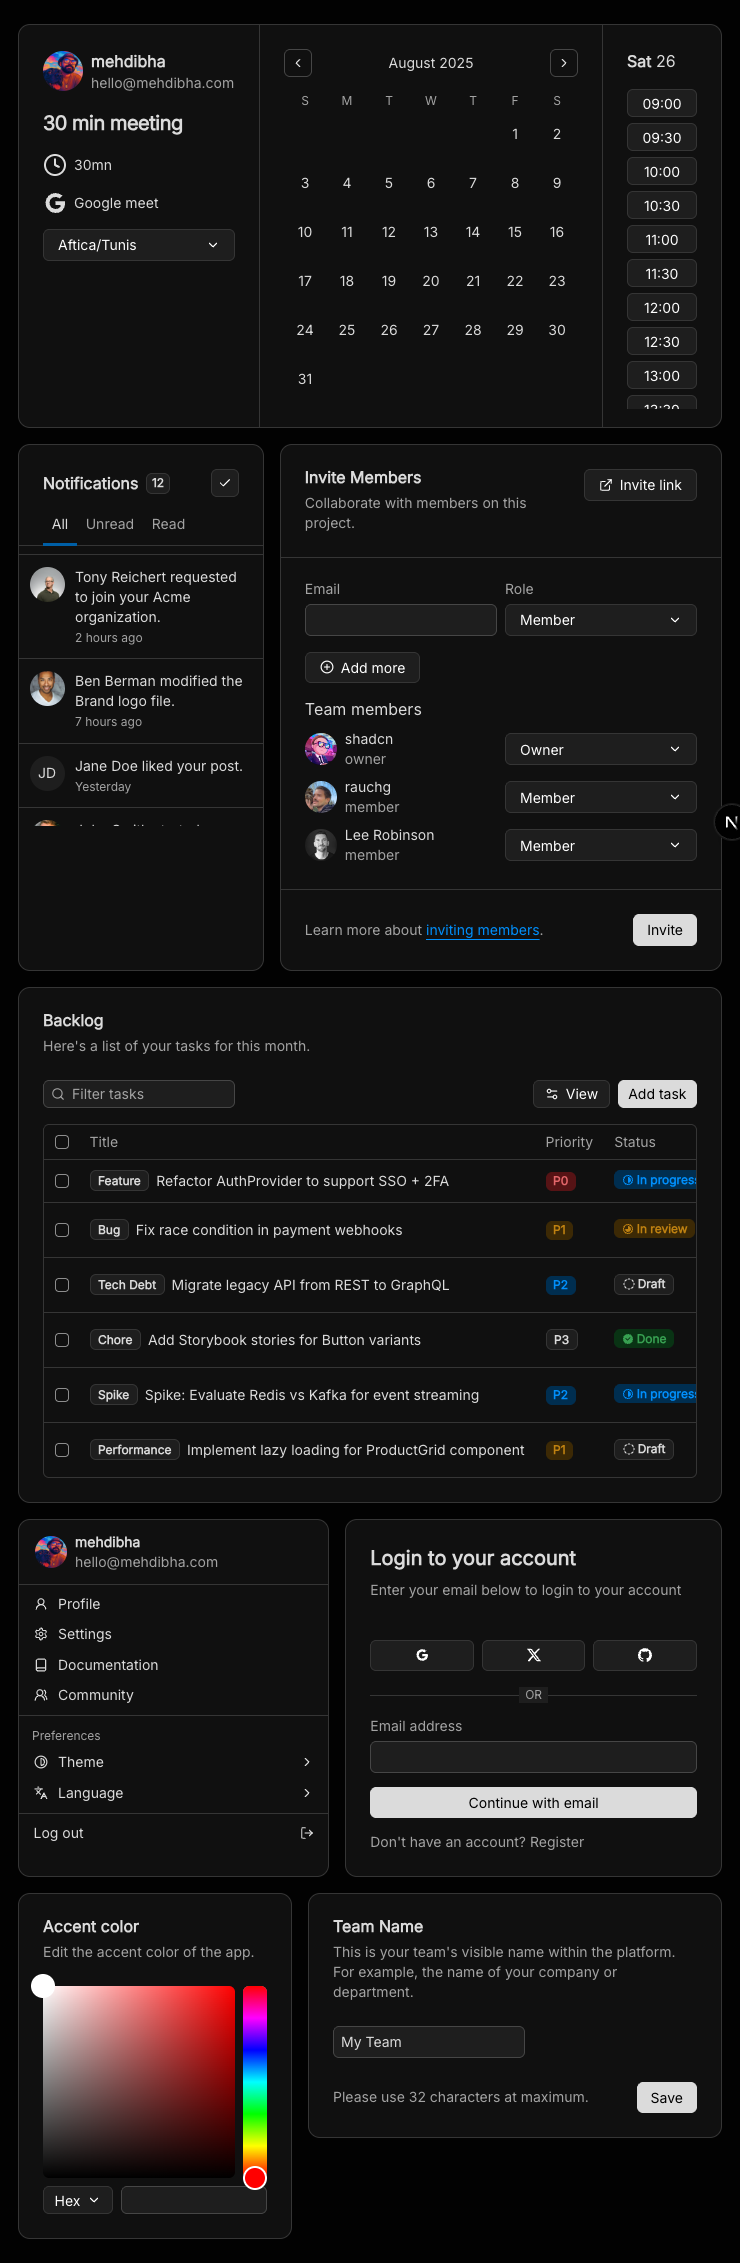 mehdibha
hello@mehdibha.com
30 min meeting
30mn
Google meet
Aftica/Tunis
August 2025
S M T W T F S
1 2
3 4 5 6 7 8 9
10 11 12 13 14 15 16
17 18 19 20 21 22 23
24 25 26 27 28 29 30
31
Sat 26
09:00
09:30
10:00
10:30
11:00
11:30
12:00
12:30
13:00
13:30
Notifications 12
All Unread Read
Tony Reichert requested
to join your Acme
organization.
2 hours ago
Ben Berman modified the
Brand logo file.
7 hours ago
JD
Jane Doe liked your post.
Yesterday
Invite Members
Collaborate with members on this
project.
Invite link
Email Role
Member
Add more
Team members
shadcn
owner
Owner
rauchg
member
Member
Lee Robinson
member
Member
Learn more about inviting members.
Invite
N
Backlog
Here's a list of your tasks for this month.
Filter tasks
View
Add task
Title Priority Status
Feature Refactor AuthProvider to support SSO + 2FA P0 In progress
Bug Fix race condition in payment webhooks P1 In review
Tech Debt Migrate legacy API from REST to GraphQL P2 Draft
Chore Add Storybook stories for Button variants P3 Done
Spike Spike: Evaluate Redis vs Kafka for event streaming P2 In progress
Performance Implement lazy loading for ProductGrid component P1 Draft
mehdibha
hello@mehdibha.com
Profile
Settings
Documentation
Community
Preferences
Theme
Language
Log out
Login to your account
Enter your email below to login to your account
OR
Email address
Continue with email
Don't have an account? Register
Accent color
Edit the accent color of the app.
Hex
Team Name
This is your team's visible name within the platform.
For example, the name of your company or
department.
My Team
Please use 32 characters at maximum.
Save